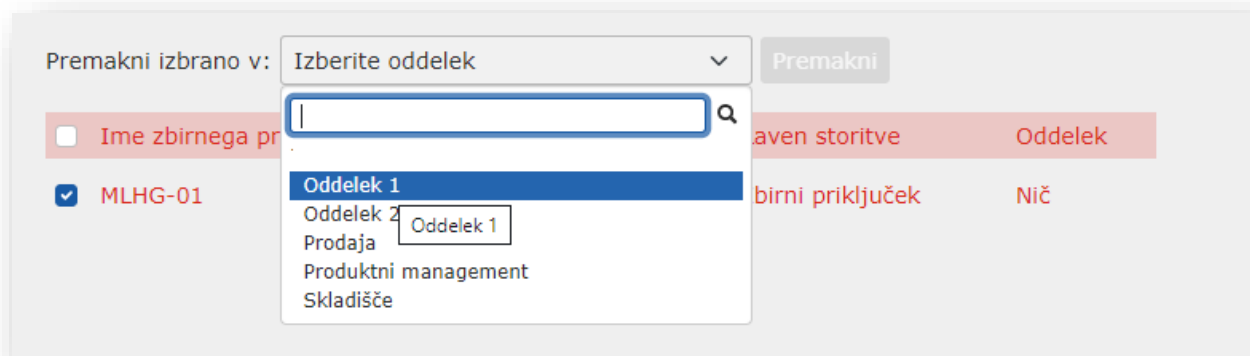 Premakni izbrano v: Izberite oddelek Premakni
Ime zbirnega pr aven storitve Oddelek
Oddelek 1
MLHG-01 birni priključek Nič
Oddelek 2
Oddelek 1
Prodaja
Produktni management
Skladišče